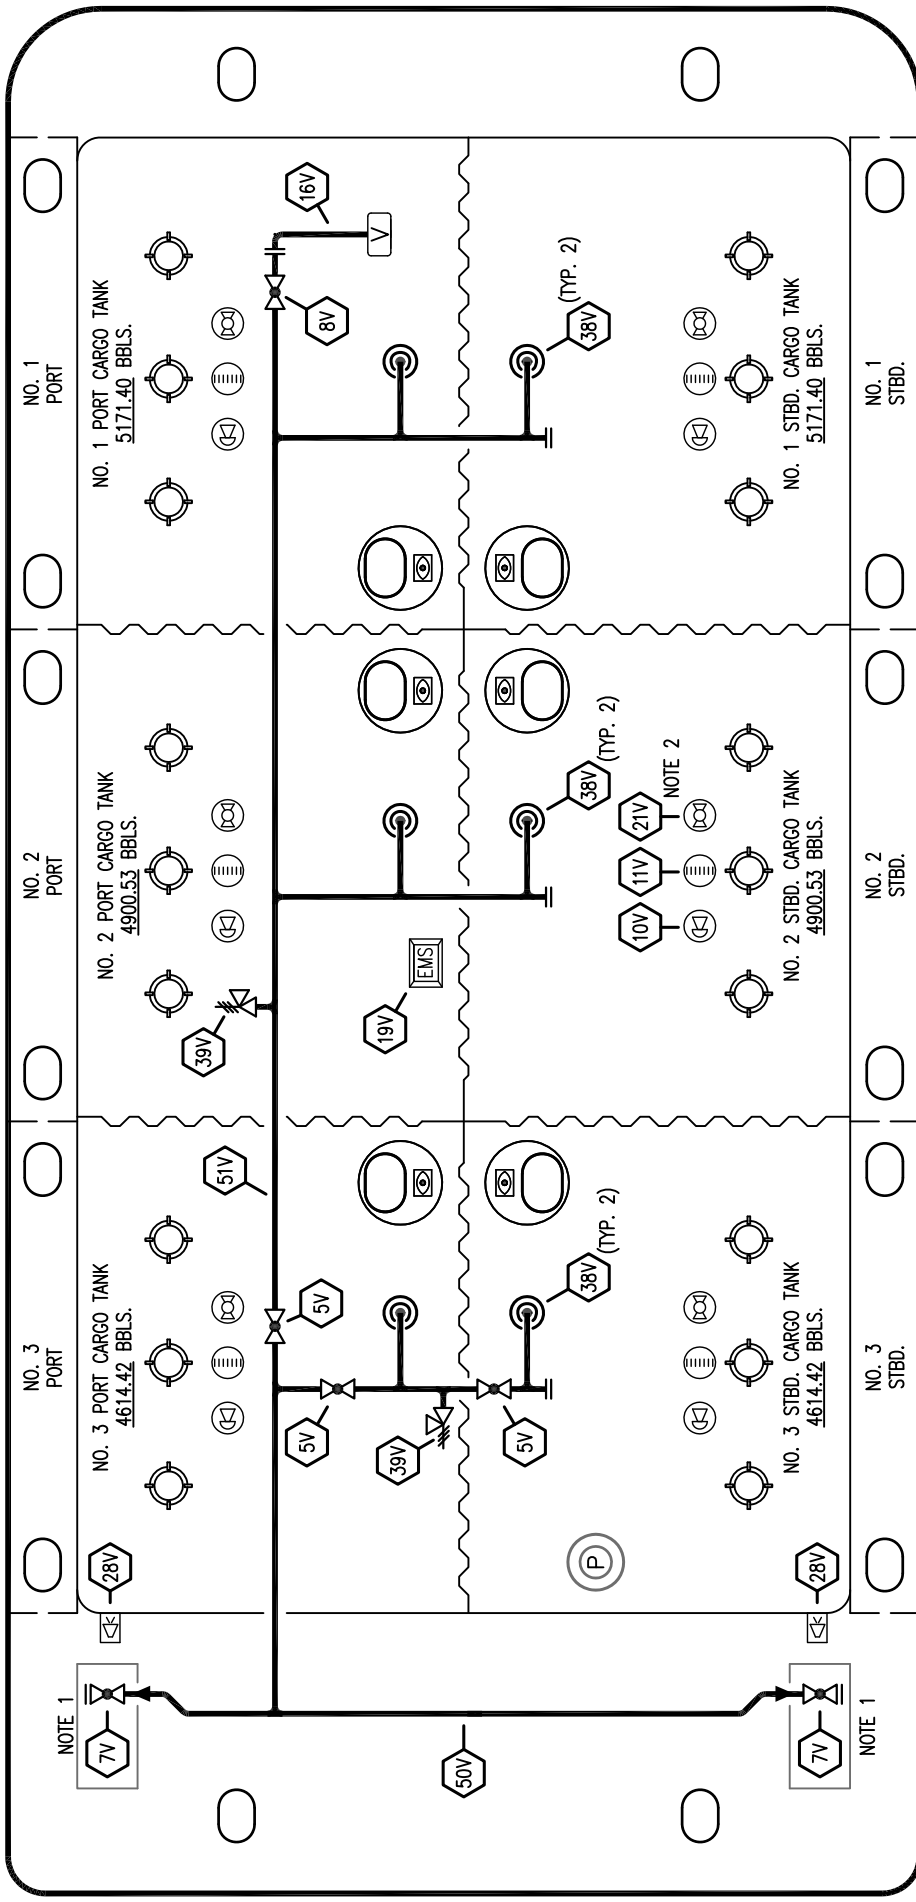 NO. 3
PORT
NO. 2
PORT
NO. 1
PORT
NOTE 1
7V
28V
NO. 3 PORT CARGO TANK
4614.42 BBLS.
NO. 2 PORT CARGO TANK
4900.53 BBLS.
NO. 1 PORT CARGO TANK
5171.40 BBLS.
51V
39V
5V
5V
8V
16V
V
39V
19V
EMS
50V
5V
38V
(TYP. 2)
38V
(TYP. 2)
38V
(TYP. 2)
P
10V
11V
21V
NOTE 2
NO. 3 STBD. CARGO TANK
4614.42 BBLS.
NO. 2 STBD. CARGO TANK
4900.53 BBLS.
NO. 1 STBD. CARGO TANK
5171.40 BBLS.
28V
7V
NOTE 1
NO. 3
STBD.
NO. 2
STBD.
NO. 1
STBD.